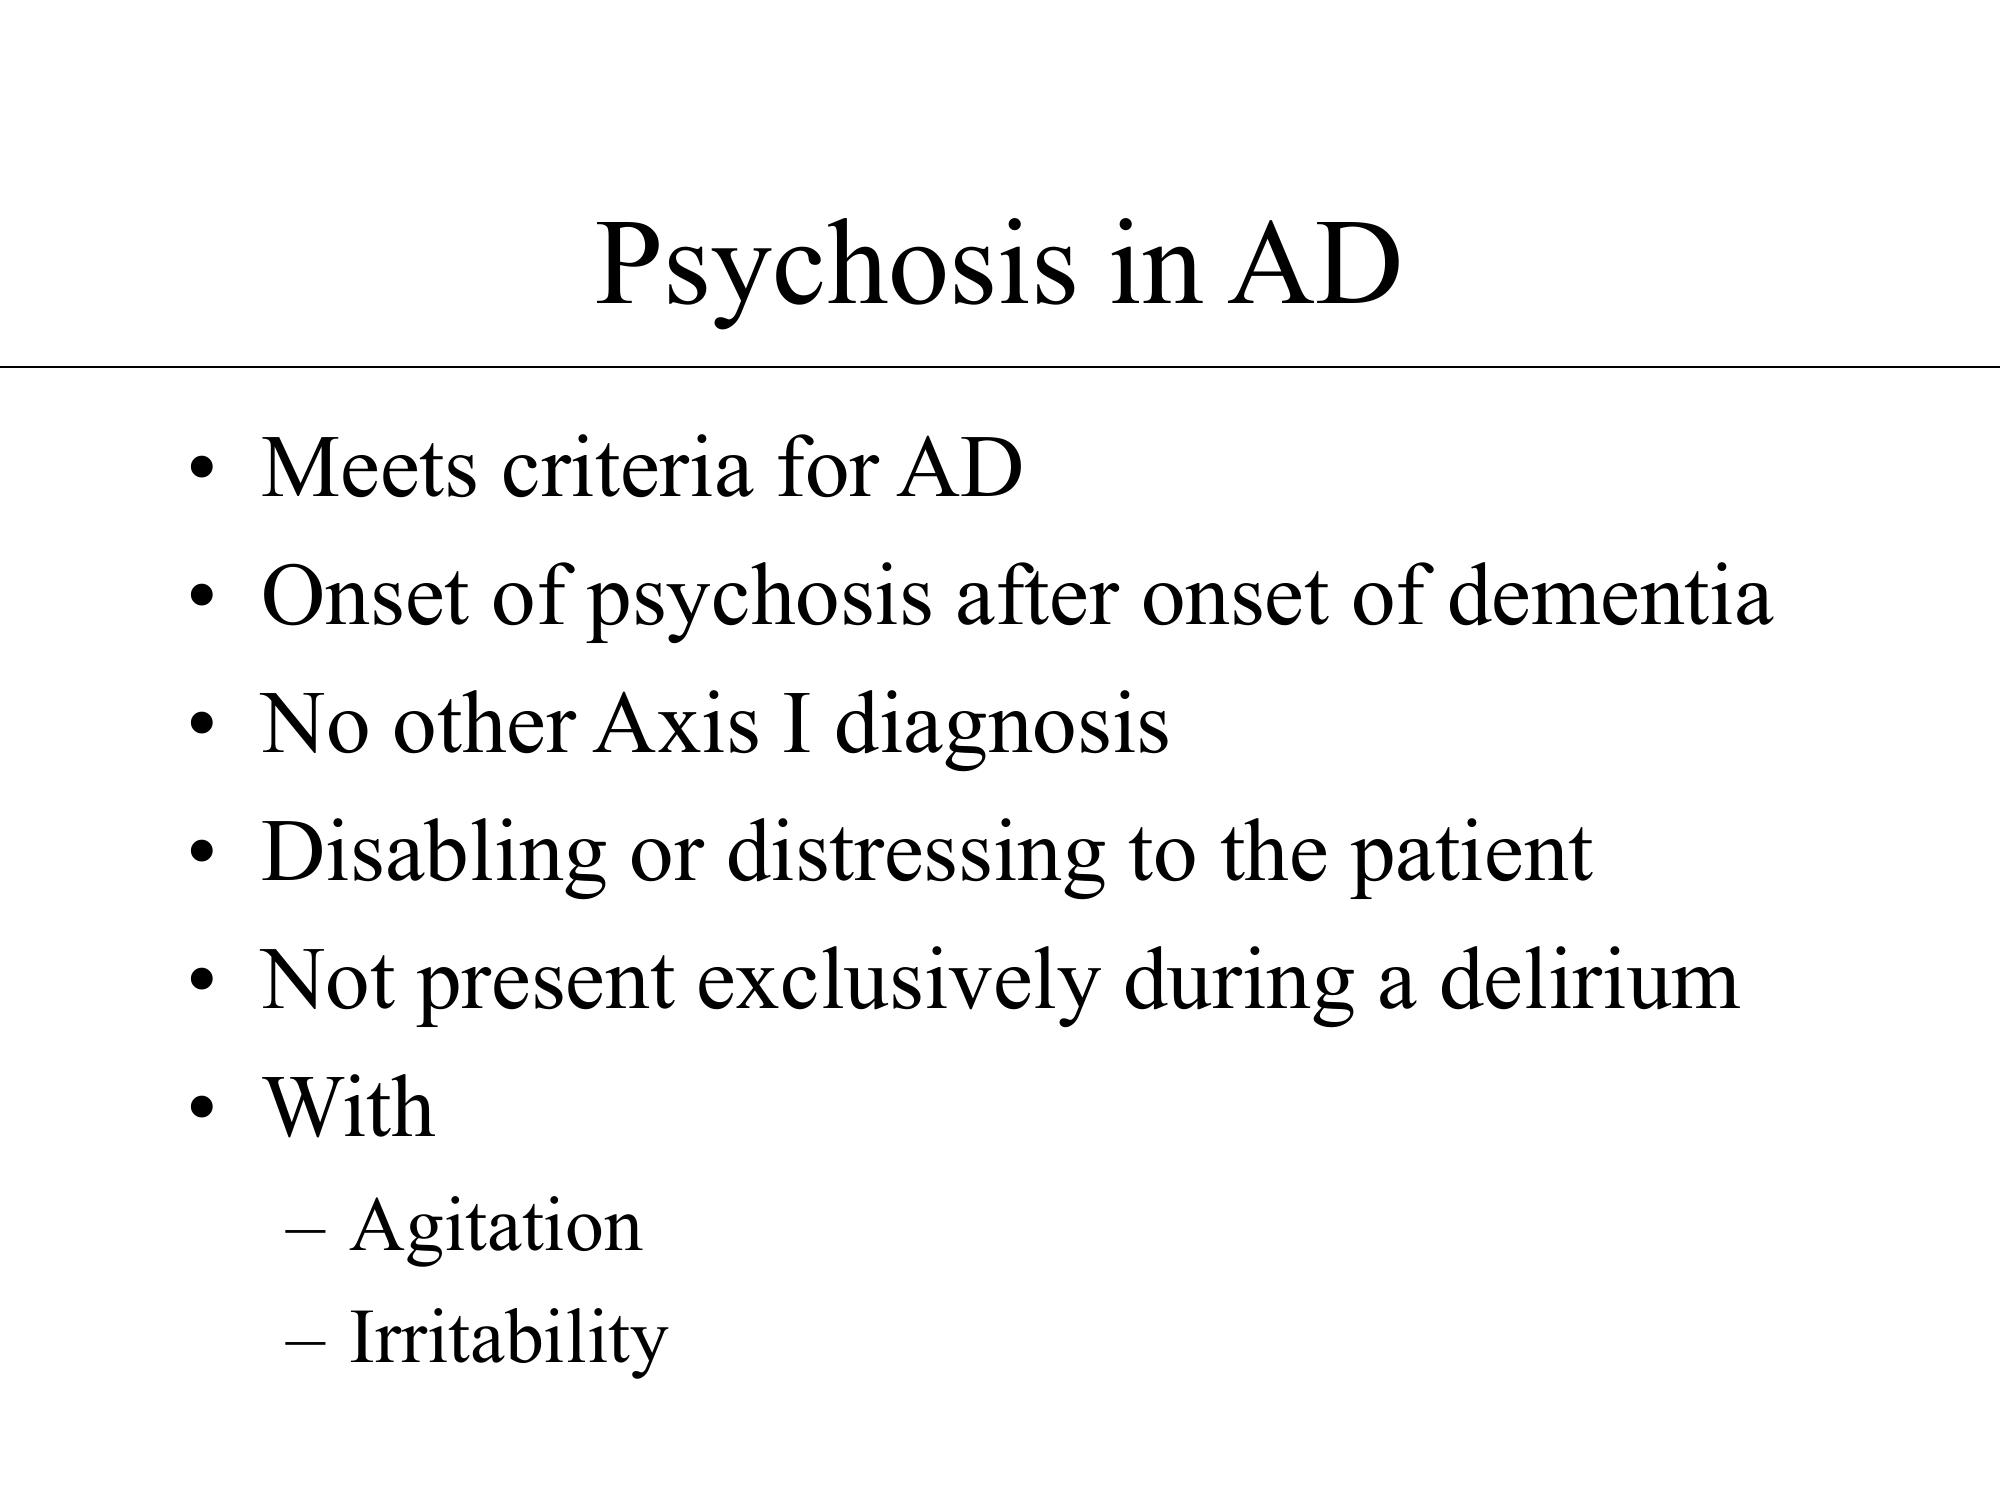 Psychosis in AD
• Meets criteria for AD
• Onset of psychosis after onset of dementia
• No other Axis I diagnosis
• Disabling or distressing to the patient
• Not present exclusively during a delirium
• With
– Agitation
– Irritability